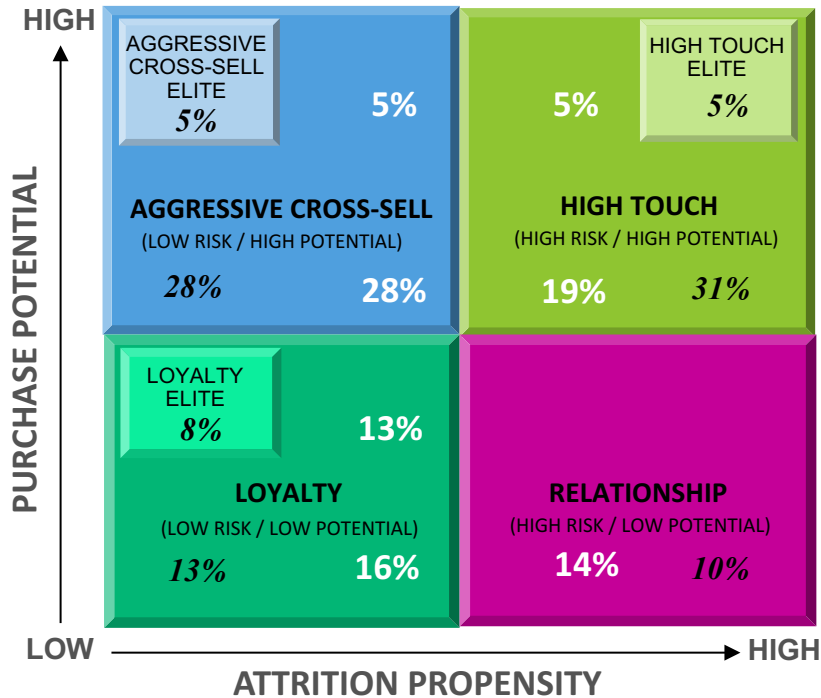 HIGH
AGGRESSIVE
CROSS-SELL
ELITE
5%
5%
5%
HIGH TOUCH
ELITE
5%
AGGRESSIVE CROSS-SELL
(LOW RISK / HIGH POTENTIAL)
28%
28%
HIGH TOUCH
(HIGH RISK / HIGH POTENTIAL)
19%
31%
PURCHASE POTENTIAL
LOYALTY
ELITE
8%
13%
LOYALTY
(LOW RISK / LOW POTENTIAL)
13%
16%
RELATIONSHIP
(HIGH RISK / LOW POTENTIAL)
14%
10%
LOW
HIGH
ATTRITION PROPENSITY